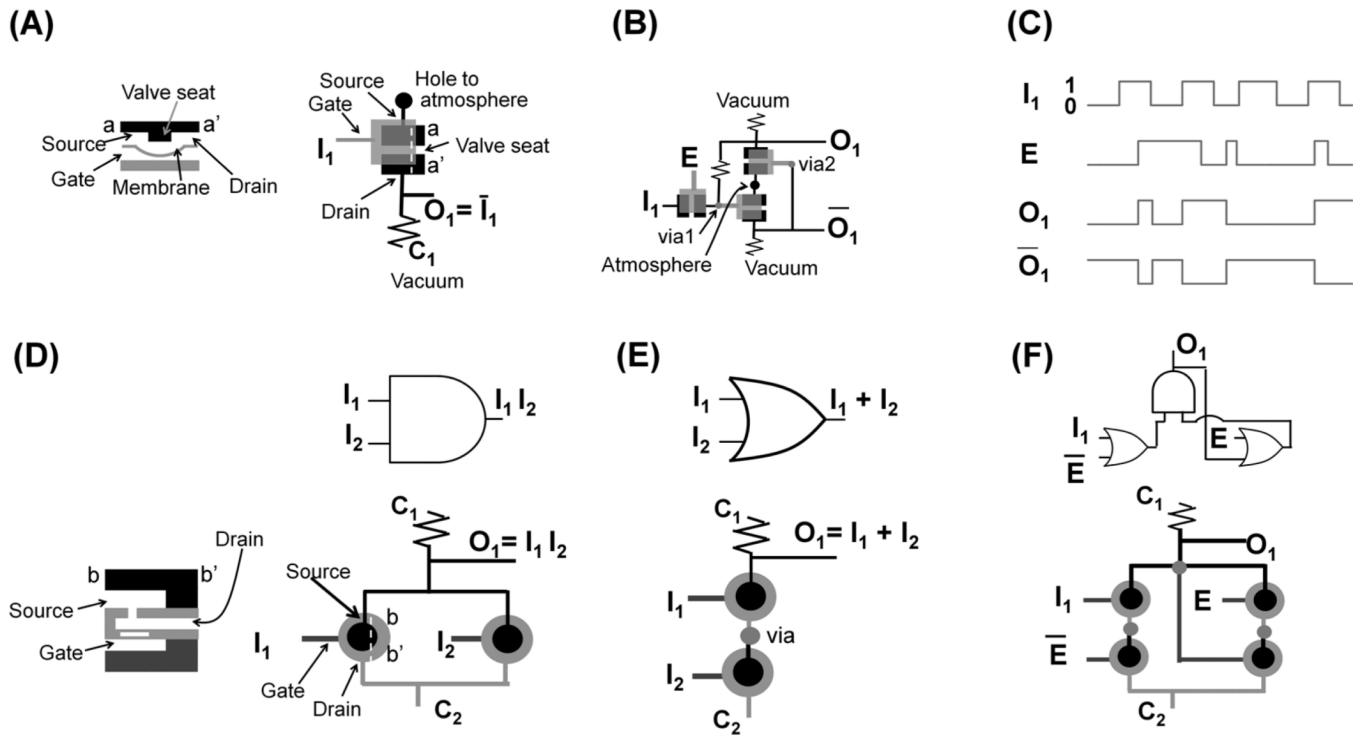 (A)
Valve seat
a a'
Source
Gate
Membrane
Drain
Source
Gate
Hole to
atmosphere
I₁
a
Valve seat
a'
Drain
O₁= Ī₁
C₁
Vacuum
(B)
Vacuum
O₁
E
via2
I₁
via1
O̅₁
Atmosphere
Vacuum
(C)
I₁ 1
0
E
O₁
O̅₁
(D)
I₁
I₂
I₁ I₂
C₁
O₁= I₁ I₂
Drain
b b'
Source
Gate
Source
b
b'
I₁
I₂
Gate
Drain
C₂
(E)
I₁
I₂
I₁ + I₂
C₁
O₁= I₁ + I₂
I₁
via
I₂
C₂
(F)
O₁
I₁
E̅
E
C₁
O₁
I₁
E
E̅
C₂